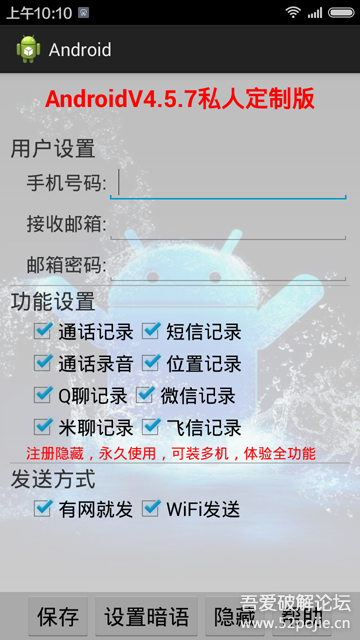 上午10:10
Android
AndroidV4.5.7私人定制版
用户设置
手机号码:
接收邮箱:
邮箱密码:
功能设置
通话记录 短信记录
通话录音 位置记录
Q聊记录 微信记录
米聊记录 飞信记录
注册隐藏，永久使用，可装多机，体验全功能
发送方式
有网就发 WiFi发送
保存 设置暗语 隐藏 帮助
吾爱破解论坛
www.52pojie.cn